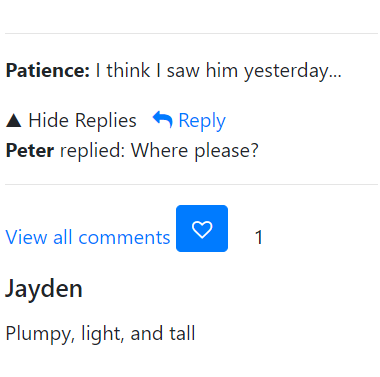 Patience: I think I saw him yesterday...
▲ Hide Replies Reply
Peter replied: Where please?
View all comments 1
Jayden
Plumpy, light, and tall